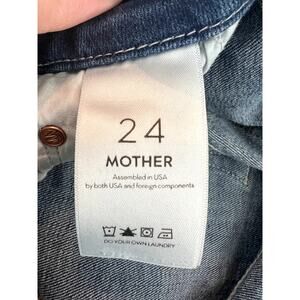 24
MOTHER
Assembled in USA
by both USA and foreign components
DO YOUR OWN LAUNDRY